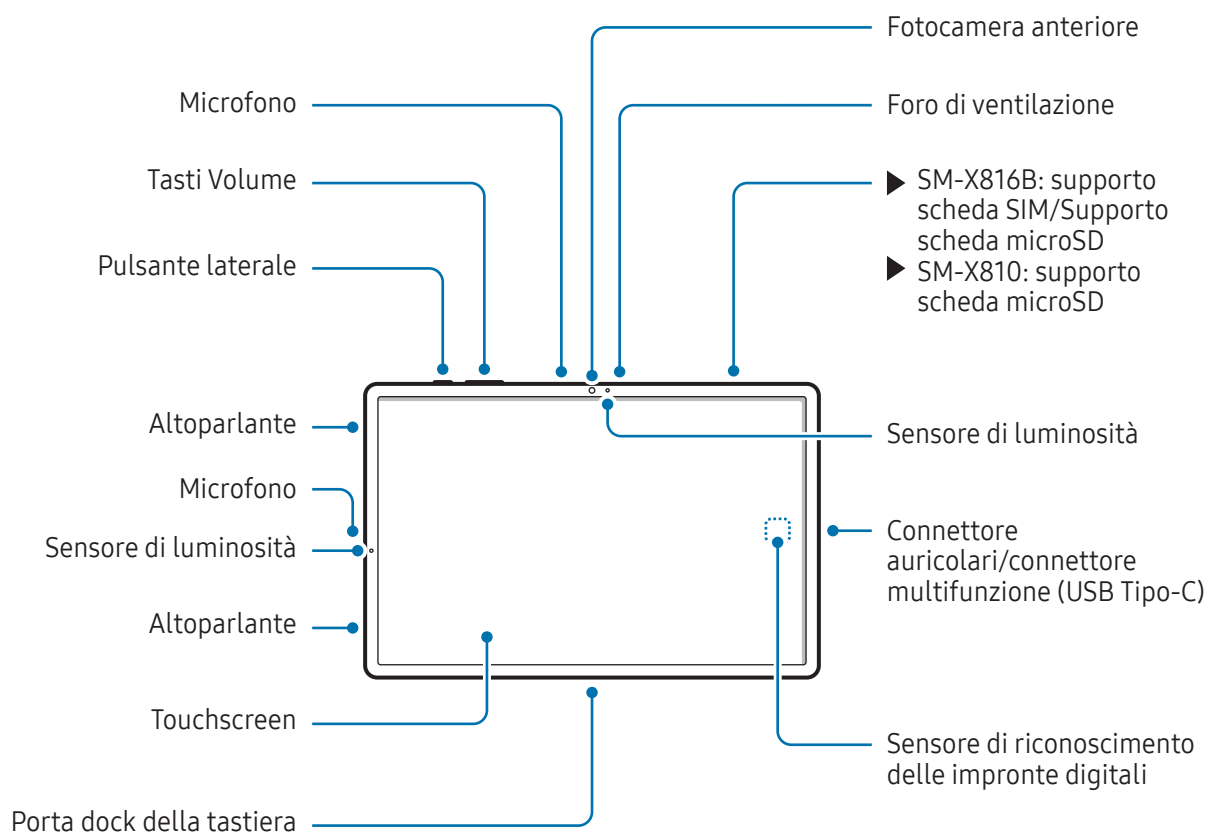 Fotocamera anteriore
Microfono
Foro di ventilazione
Tasti Volume
SM-X816B: supporto
scheda SIM/Supporto
scheda microSD
Pulsante laterale
SM-X810: supporto
scheda microSD
Altoparlante
Sensore di luminosità
Microfono
Sensore di luminosità
Connettore
auricolari/connettore
multifunzione (USB Tipo-C)
Altoparlante
Touchscreen
Sensore di riconoscimento
delle impronte digitali
Porta dock della tastiera